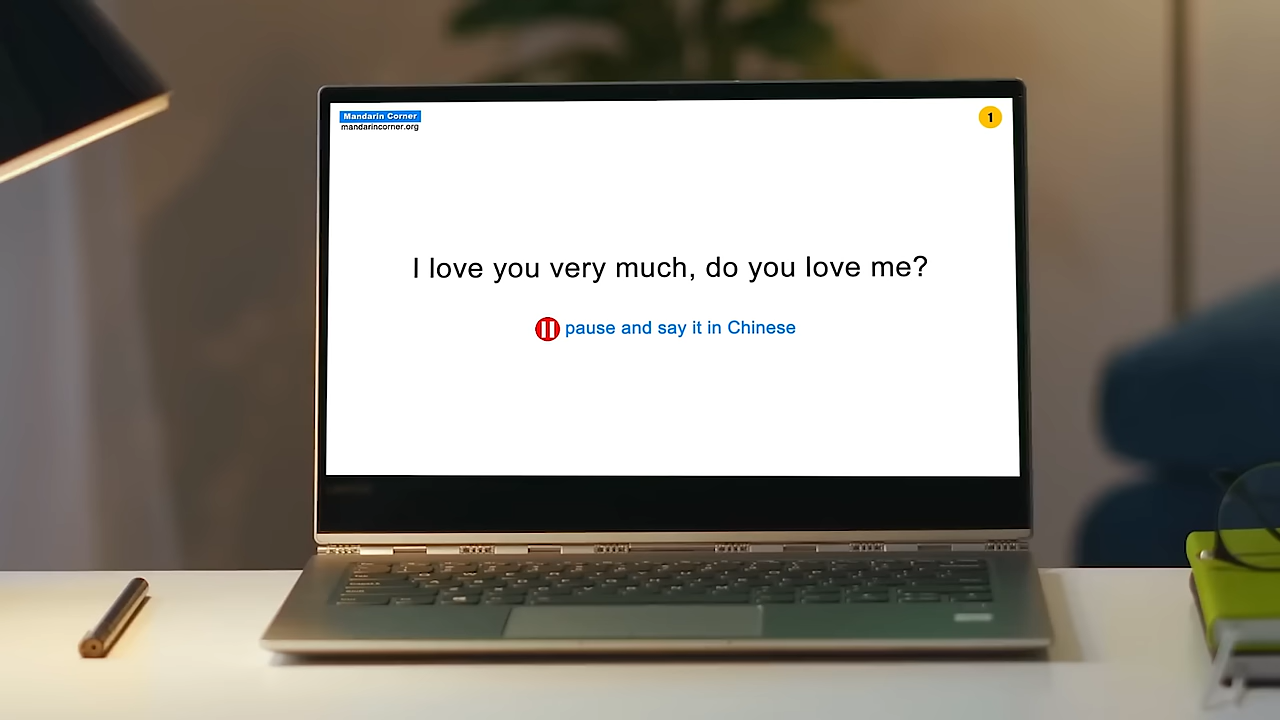 Mandarin Corner
mandarincorner.org
1
I love you very much, do you love me?
pause and say it in Chinese